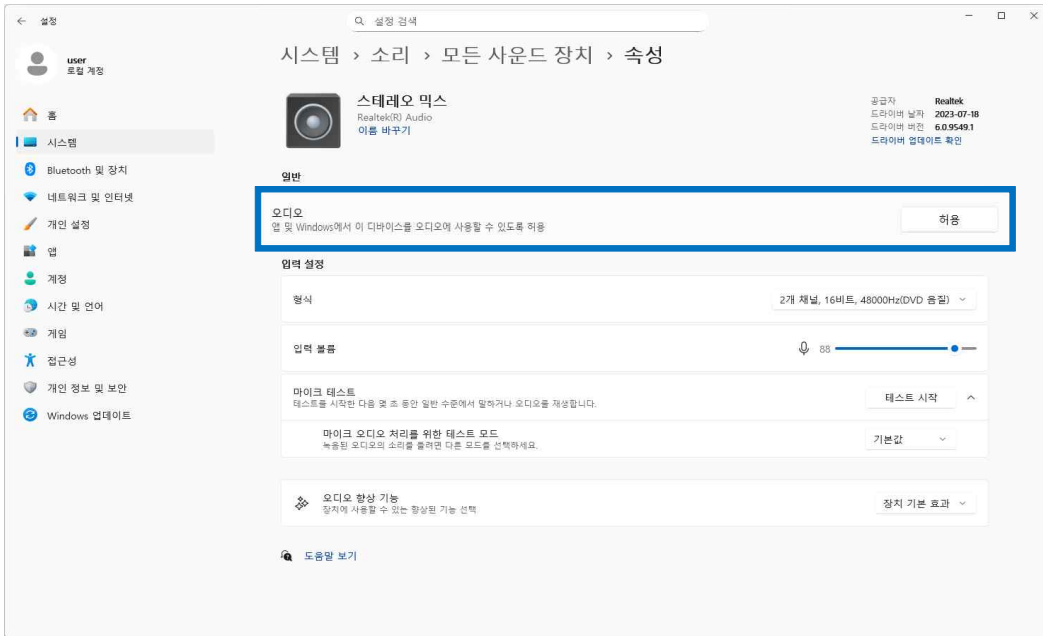 설정
설정 검색
user
로컬 계정
홈
시스템
Bluetooth 및 장치
네트워크 및 인터넷
개인 설정
앱
계정
시간 및 언어
게임
접근성
개인 정보 및 보안
Windows 업데이트
시스템 > 소리 > 모든 사운드 장치 > 속성
스테레오 믹스
Realtek(R) Audio
이름 바꾸기
공급자 Realtek
드라이버 날짜 2023-07-18
드라이버 버전 6.0.9549.1
드라이버 업데이트 확인
일반
오디오
앱 및 Windows에서 이 디바이스를 오디오에 사용할 수 있도록 허용
허용
입력 설정
형식
2개 채널, 16비트, 48000Hz(DVD 음질)
입력 볼륨
88
마이크 테스트
테스트를 시작한 다음 몇 초 동안 일반 수준에서 말하거나 오디오를 재생합니다.
테스트 시작
마이크 오디오 처리를 위한 테스트 모드
녹음된 오디오의 소리를 들려면 다른 모드를 선택하세요.
기본값
오디오 향상 기능
장치에 사용할 수 있는 향상된 기능 선택
장치 기본 효과
도움말 보기